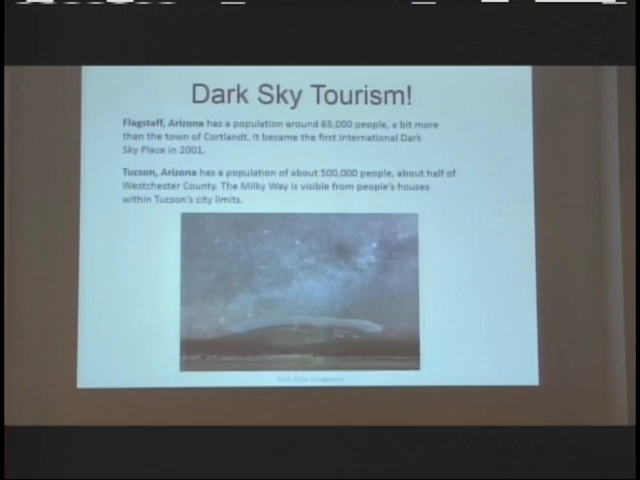 Dark Sky Tourism!
Flagstaff, Arizona has a population around 65,000 people, a bit more
than the town of Cortlandt. It became the first International Dark
Sky Place in 2001.
Tucson, Arizona has a population of about 500,000 people, about half of
Westchester County. The Milky Way is visible from people's houses
within Tucson's city limits.